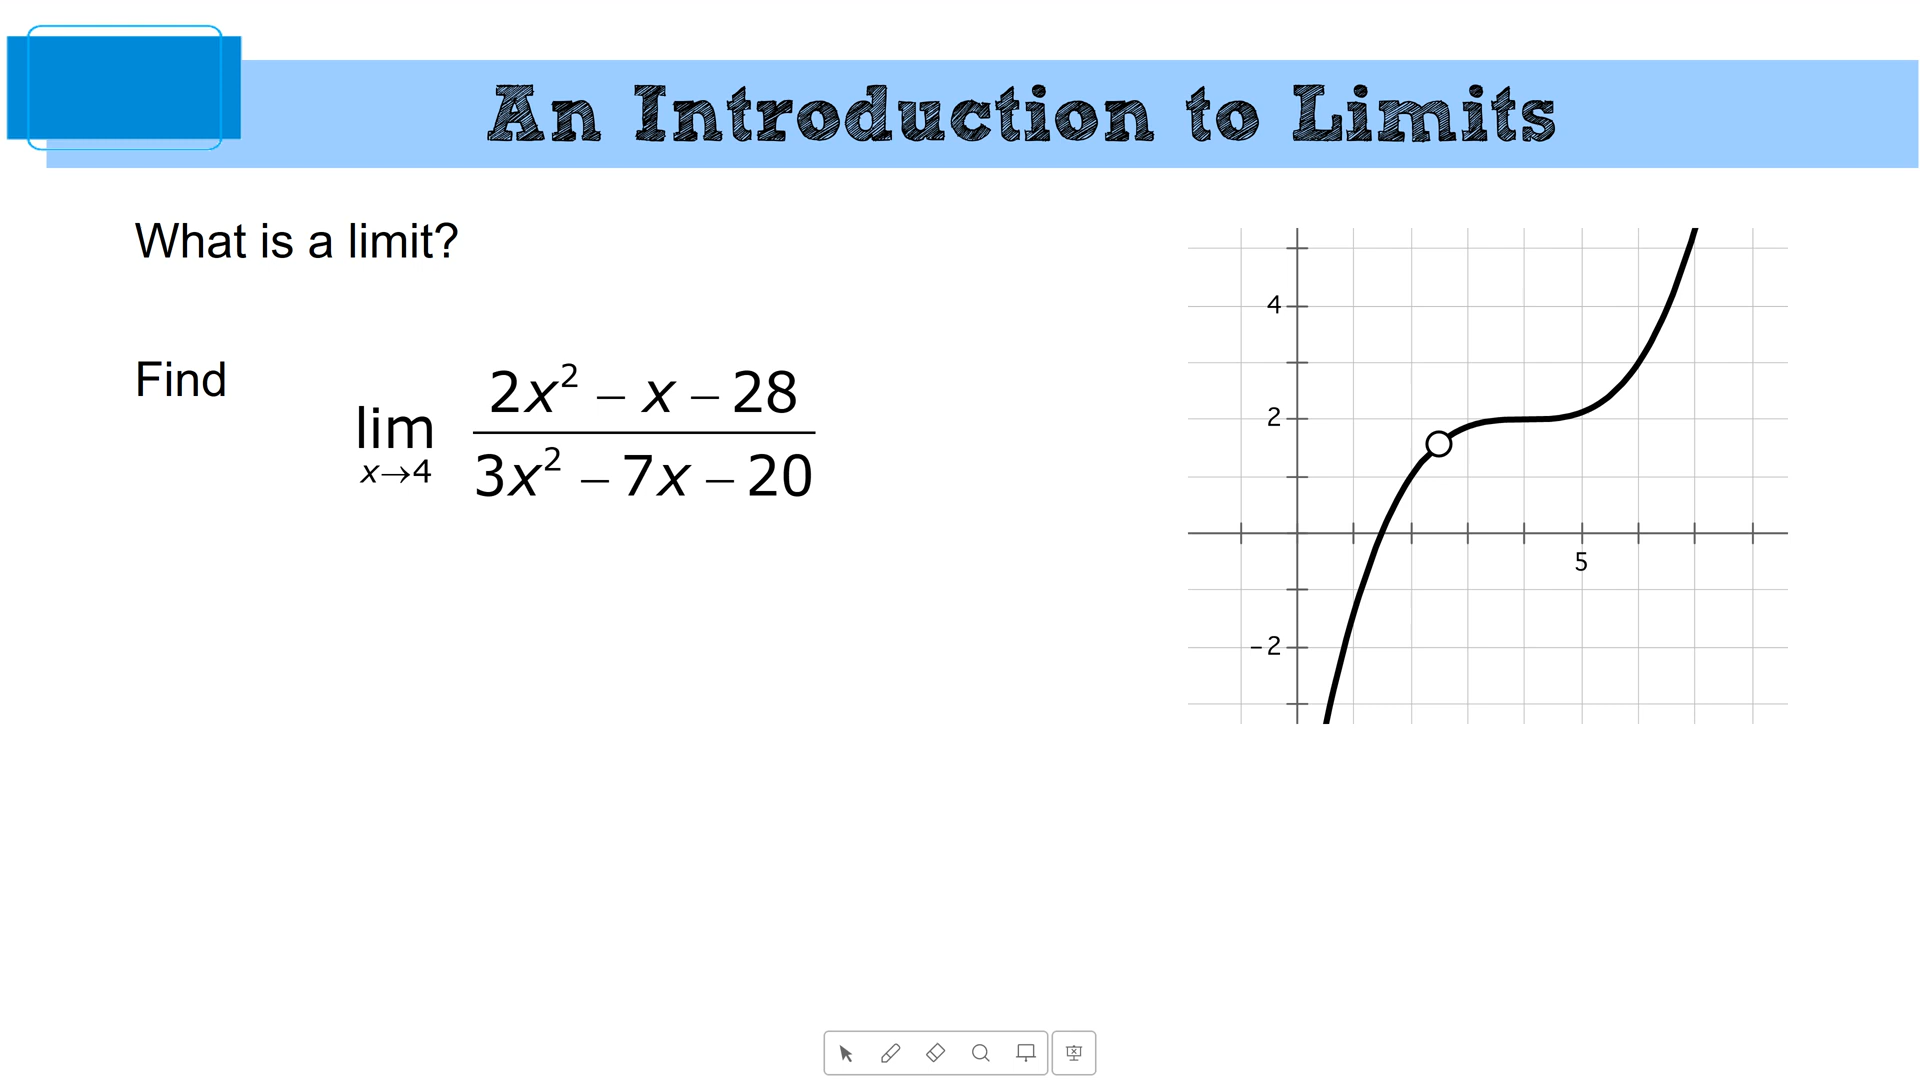 An Introduction to Limits
What is a limit?
Find
lim x→4 (2x² – x – 28) / (3x² – 7x – 20)
4
2
5
-2